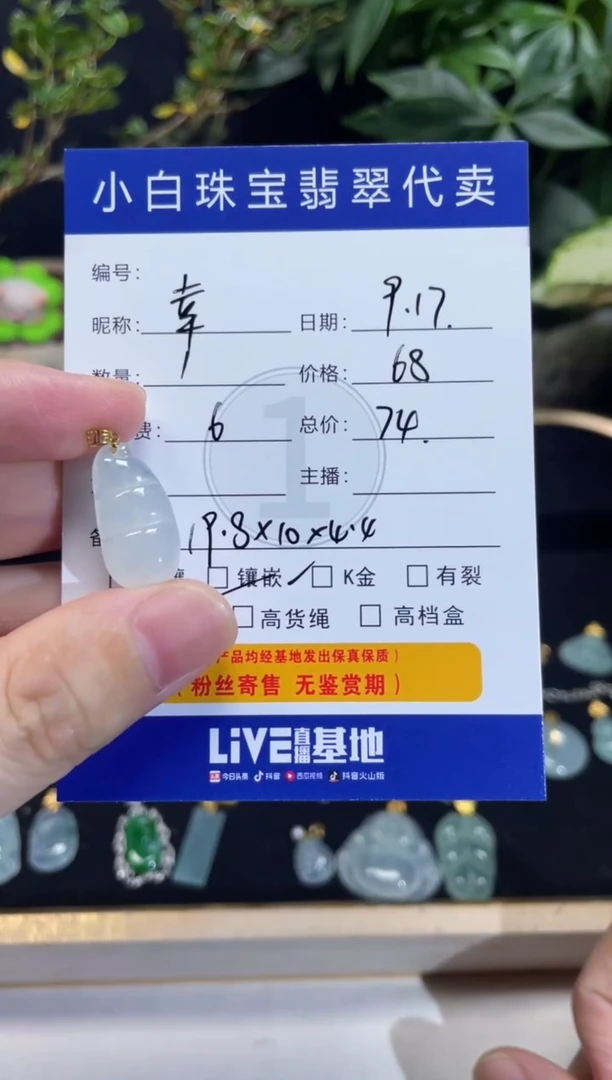 小白珠宝翡翠代卖
编号：
昵称： 幸 日期： 9.17.
数量： 价格： 68
费： 6 总价： 74.
主播：
19.8×10×4.4
镶嵌 K金 有裂
高货绳 高档盒
产品均经基地发出保真保质）
（粉丝寄售 无鉴赏期）
LiVE直播基地
今日头条 抖音 西瓜视频 抖音火山版